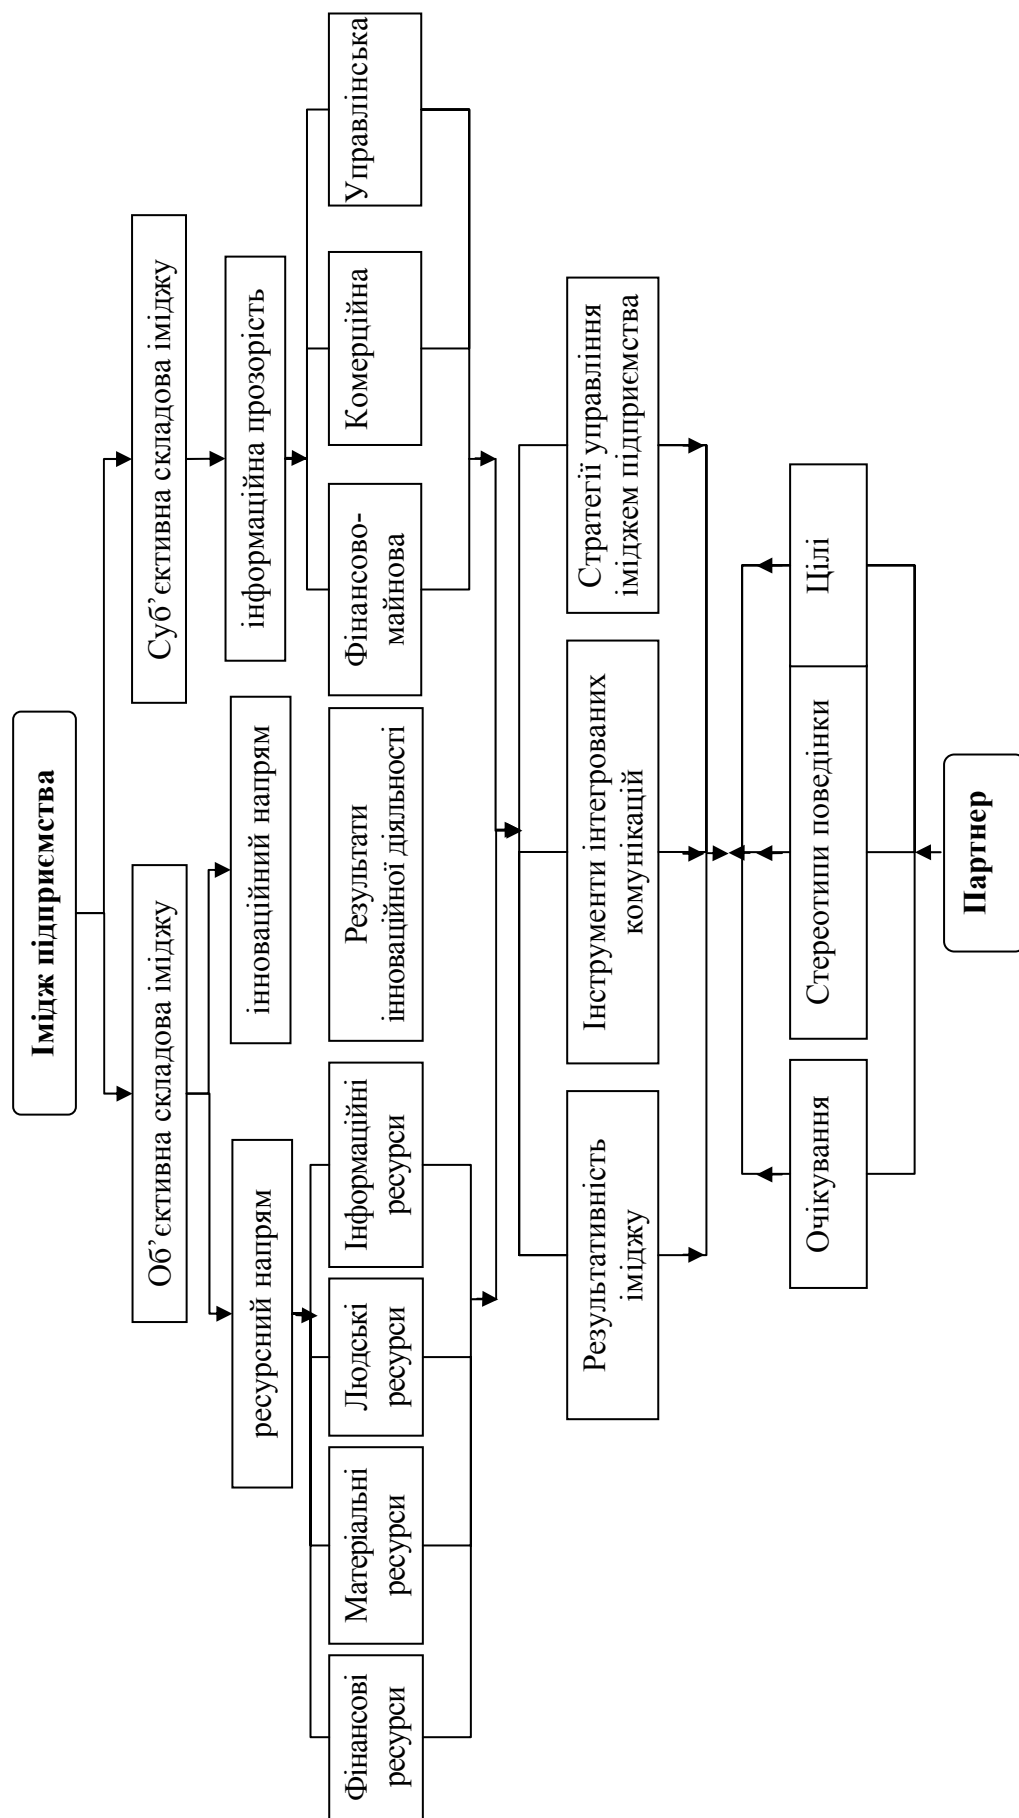 Імідж підприємства
Об’єктивна складова іміджу
Суб’єктивна складова іміджу
ресурсний напрям
інноваційний напрям
інформаційна прозорість
Фінансові
ресурси
Матеріальні
ресурси
Людські
ресурси
Інформаційні
ресурси
Результати
інноваційної діяльності
Фінансово-
майнова
Комерційна
Управлінська
Результативність
іміджу
Інструменти інтегрованих
комунікацій
Стратегії управління
іміджем підприємства
Очікування
Стереотипи поведінки
Цілі
Партнер